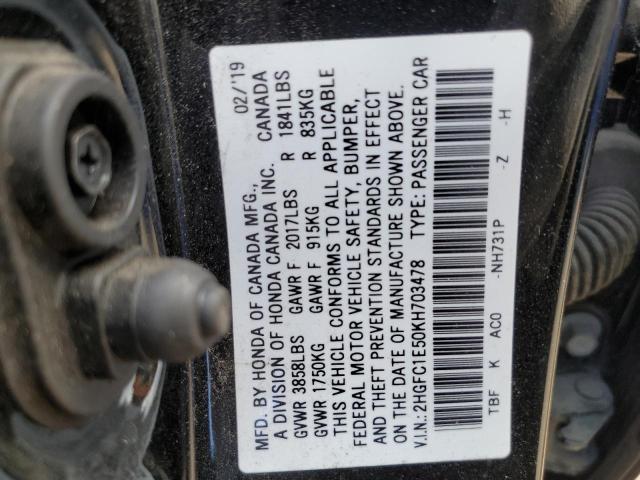 MFD. BY HONDA OF CANADA MFG., 02/'19
A DIVISION OF HONDA CANADA INC. CANADA
GVWR 3858LBS GAWR F 2017LBS R 1841LBS
GVWR 1750KG GAWR F 915KG R 835KG
THIS VEHICLE CONFORMS TO ALL APPLICABLE
FEDERAL MOTOR VEHICLE SAFETY, BUMPER,
AND THEFT PREVENTION STANDARDS IN EFFECT
ON THE DATE OF MANUFACTURE SHOWN ABOVE.
V.I.N.:2HGFC1E50KH703478 TYPE: PASSENGER CAR
TBF K AC0 -NH731P -Z -H